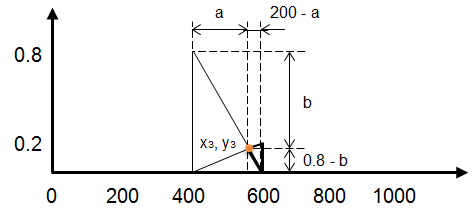 a 200 - a
0.8
b
0.2 x₃, y₃ 0.8 - b
0 200 400 600 800 1000